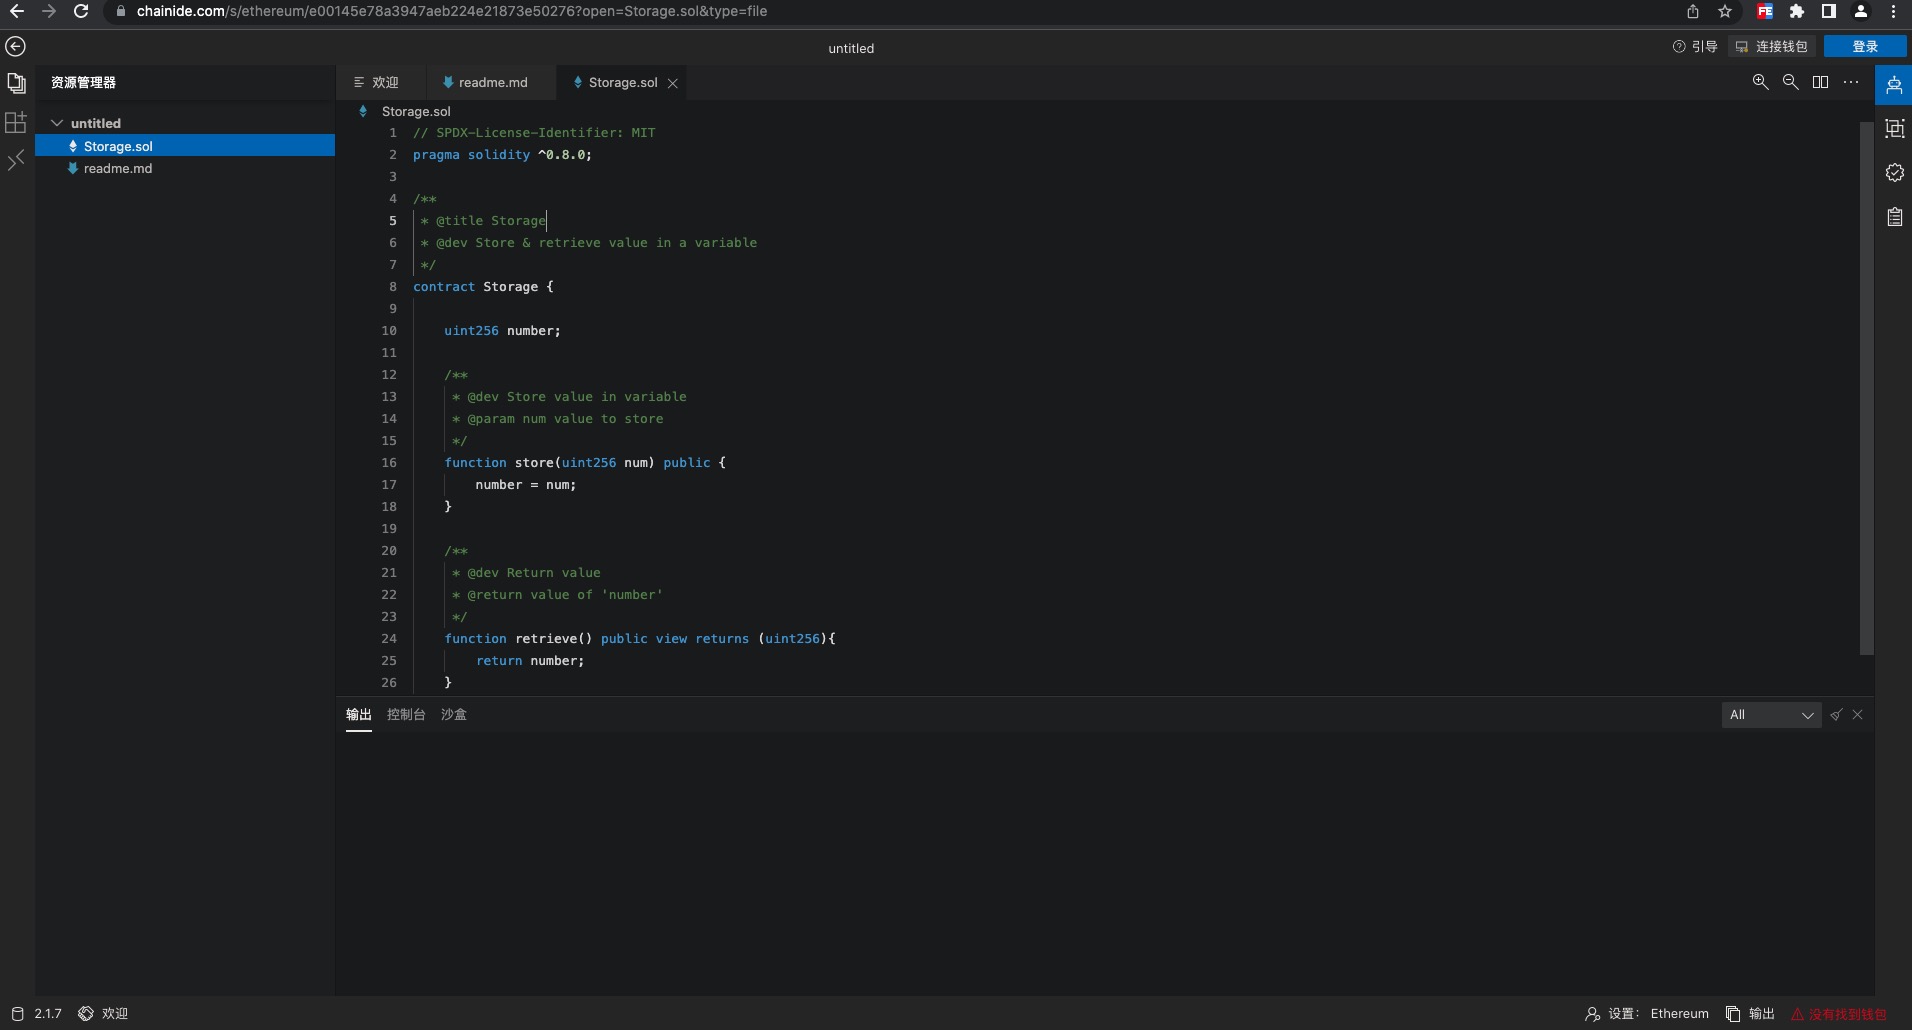 chainide.com/s/ethereum/e00145e78a3947aeb224e21873e50276?open=Storage.sol&type=file
FE
untitled
引导
连接钱包
登录
资源管理器
欢迎
readme.md
Storage.sol
untitled
Storage.sol
readme.md
Storage.sol
1 // SPDX-License-Identifier: MIT
2 pragma solidity ^0.8.0;
3
4 /**
5 * @title Storage
6 * @dev Store & retrieve value in a variable
7 */
8 contract Storage {
9
10 uint256 number;
11
12 /**
13 * @dev Store value in variable
14 * @param num value to store
15 */
16 function store(uint256 num) public {
17 number = num;
18 }
19
20 /**
21 * @dev Return value
22 * @return value of 'number'
23 */
24 function retrieve() public view returns (uint256){
25 return number;
26 }
输出 控制台 沙盒
All
2.1.7 欢迎
设置: Ethereum 输出 没有找到钱包